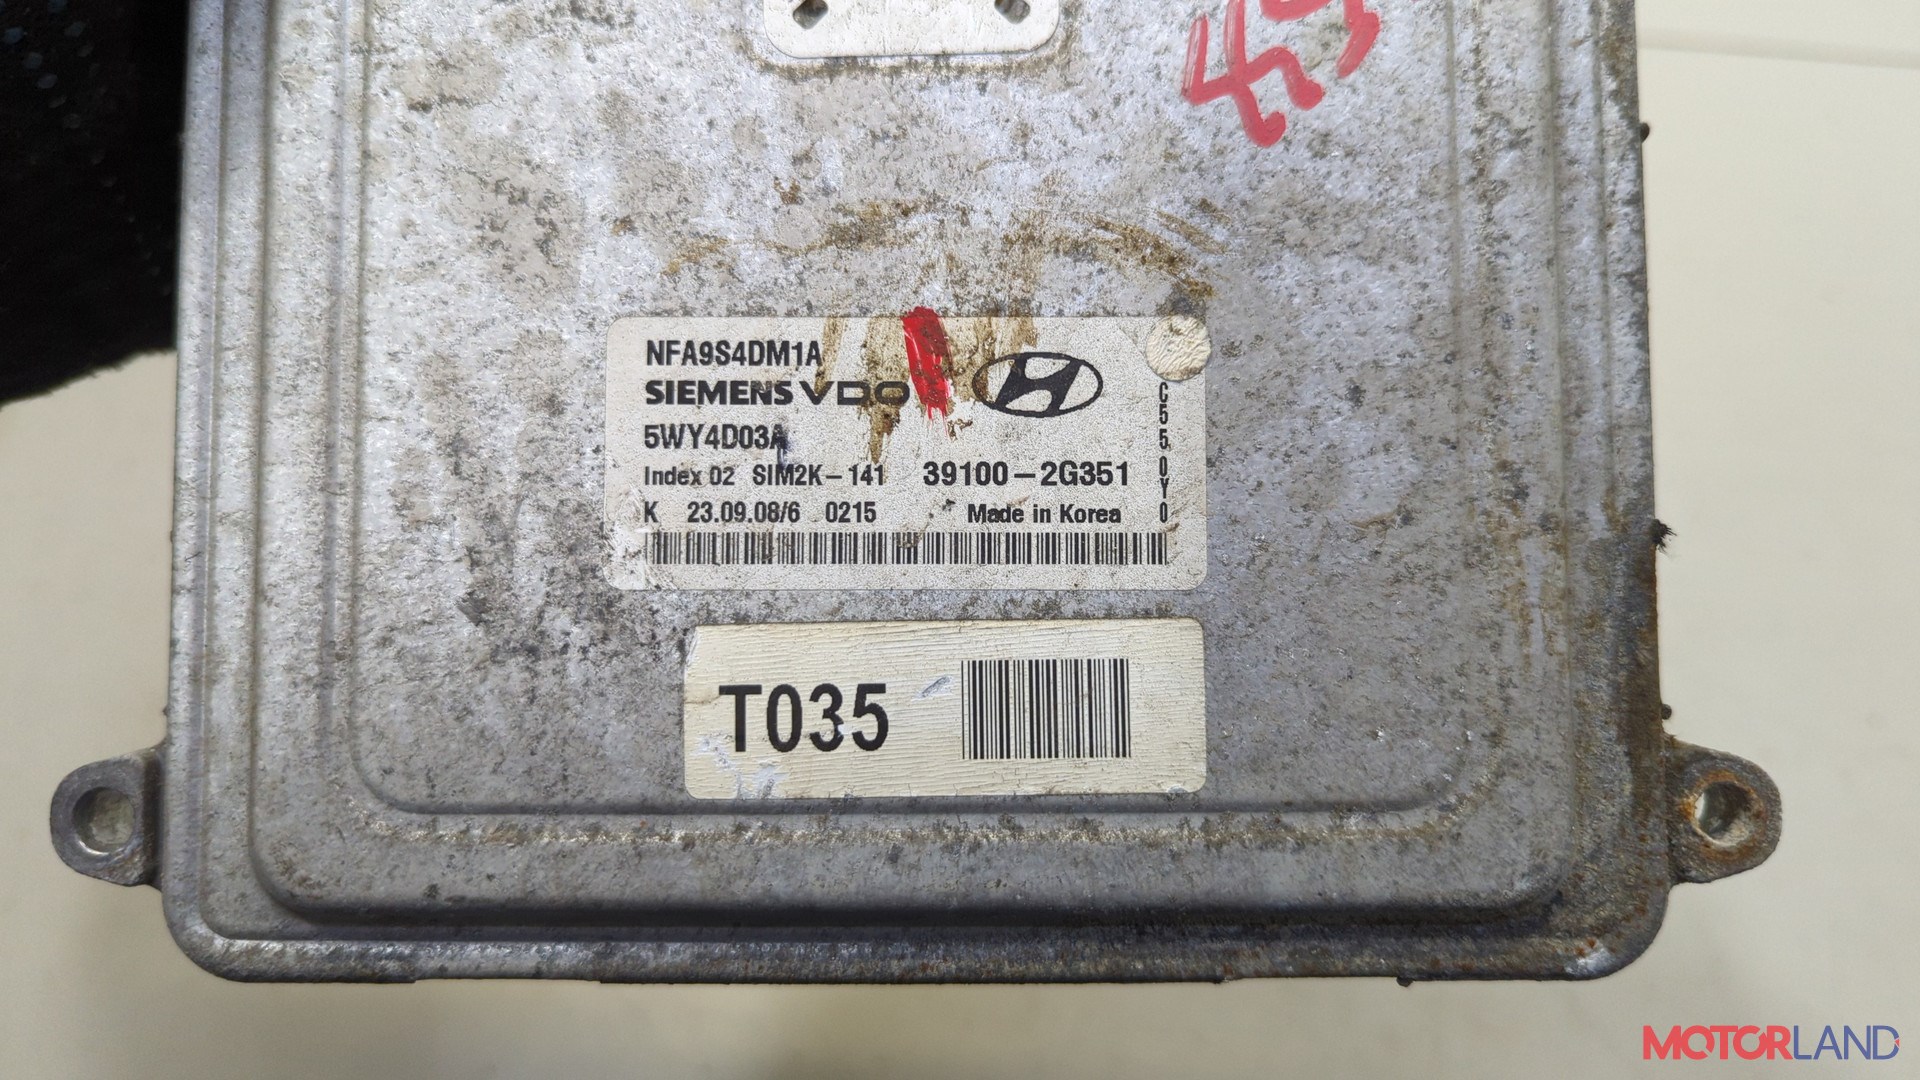 NFA9S4DM1A
SIEMENS VDO
5WY4D03A
Index 02 SIM2K-141 39100-2G351
K 23.09.08/6 0215 Made in Korea
C550Y0
T035
MOTORLAND